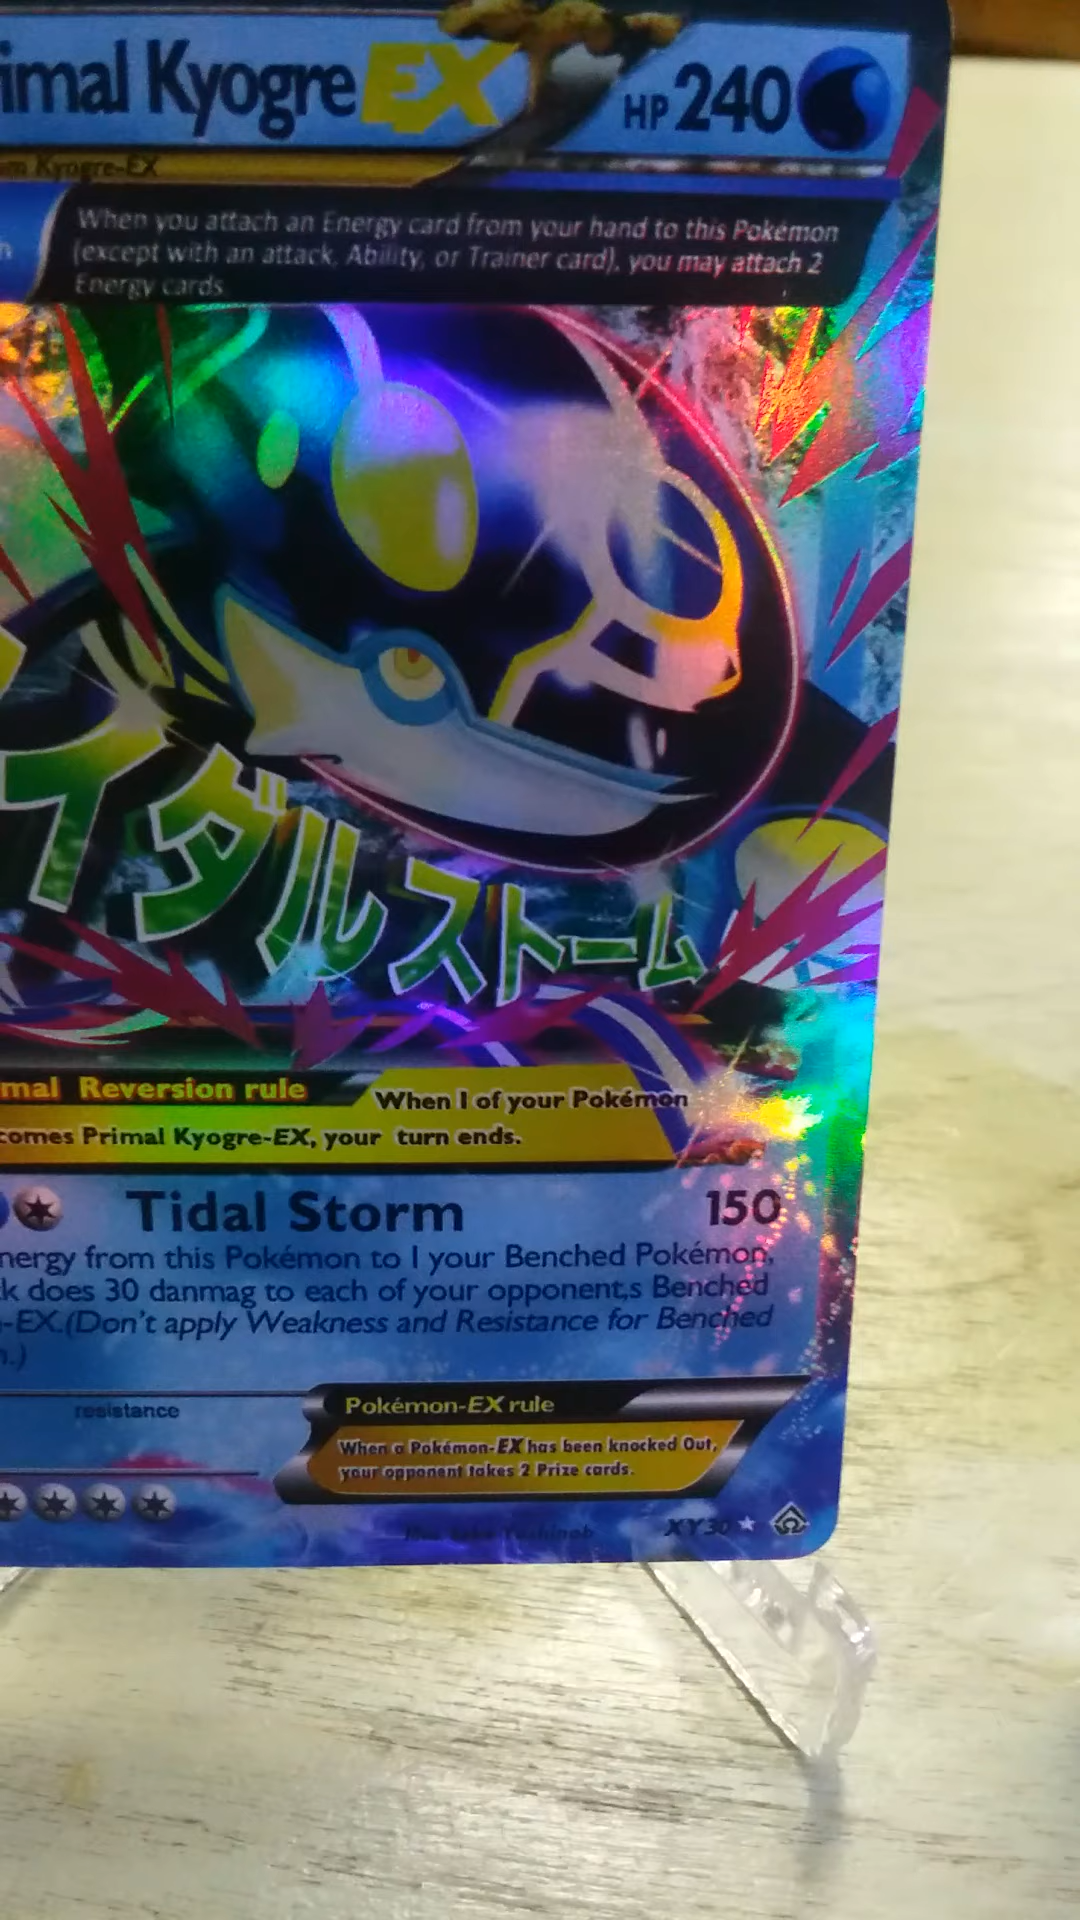 imal Kyogre EX HP 240
m Kyogre-EX
When you attach an Energy card from your hand to this Pokémon
(except with an attack, Ability, or Trainer card), you may attach 2
Energy cards
イダルストーム
mal Reversion rule When 1 of your Pokémon
comes Primal Kyogre-EX, your turn ends.
Tidal Storm 150
nergy from this Pokémon to 1 your Benched Pokémon,
k does 30 danmag to each of your opponent,s Benched
-EX.(Don't apply Weakness and Resistance for Benched
n.)
resistance
Pokémon-EX rule
When a Pokémon-EX has been knocked Out,
your opponent takes 2 Prize cards.
XY30